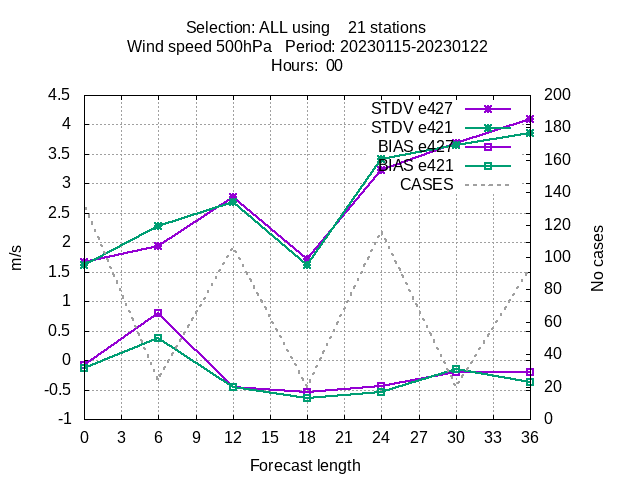 Selection: ALL using 21 stations
Wind speed 500hPa Period: 20230115-20230122
Hours: 00
4.5
4
3.5
3
2.5
2
1.5
1
0.5
0
-0.5
-1
m/s
STDV e427
STDV e421
BIAS e427
BIAS e421
CASES
200
180
160
140
120
100
80
60
40
20
0
No cases
0 3 6 9 12 15 18 21 24 27 30 33 36
Forecast length